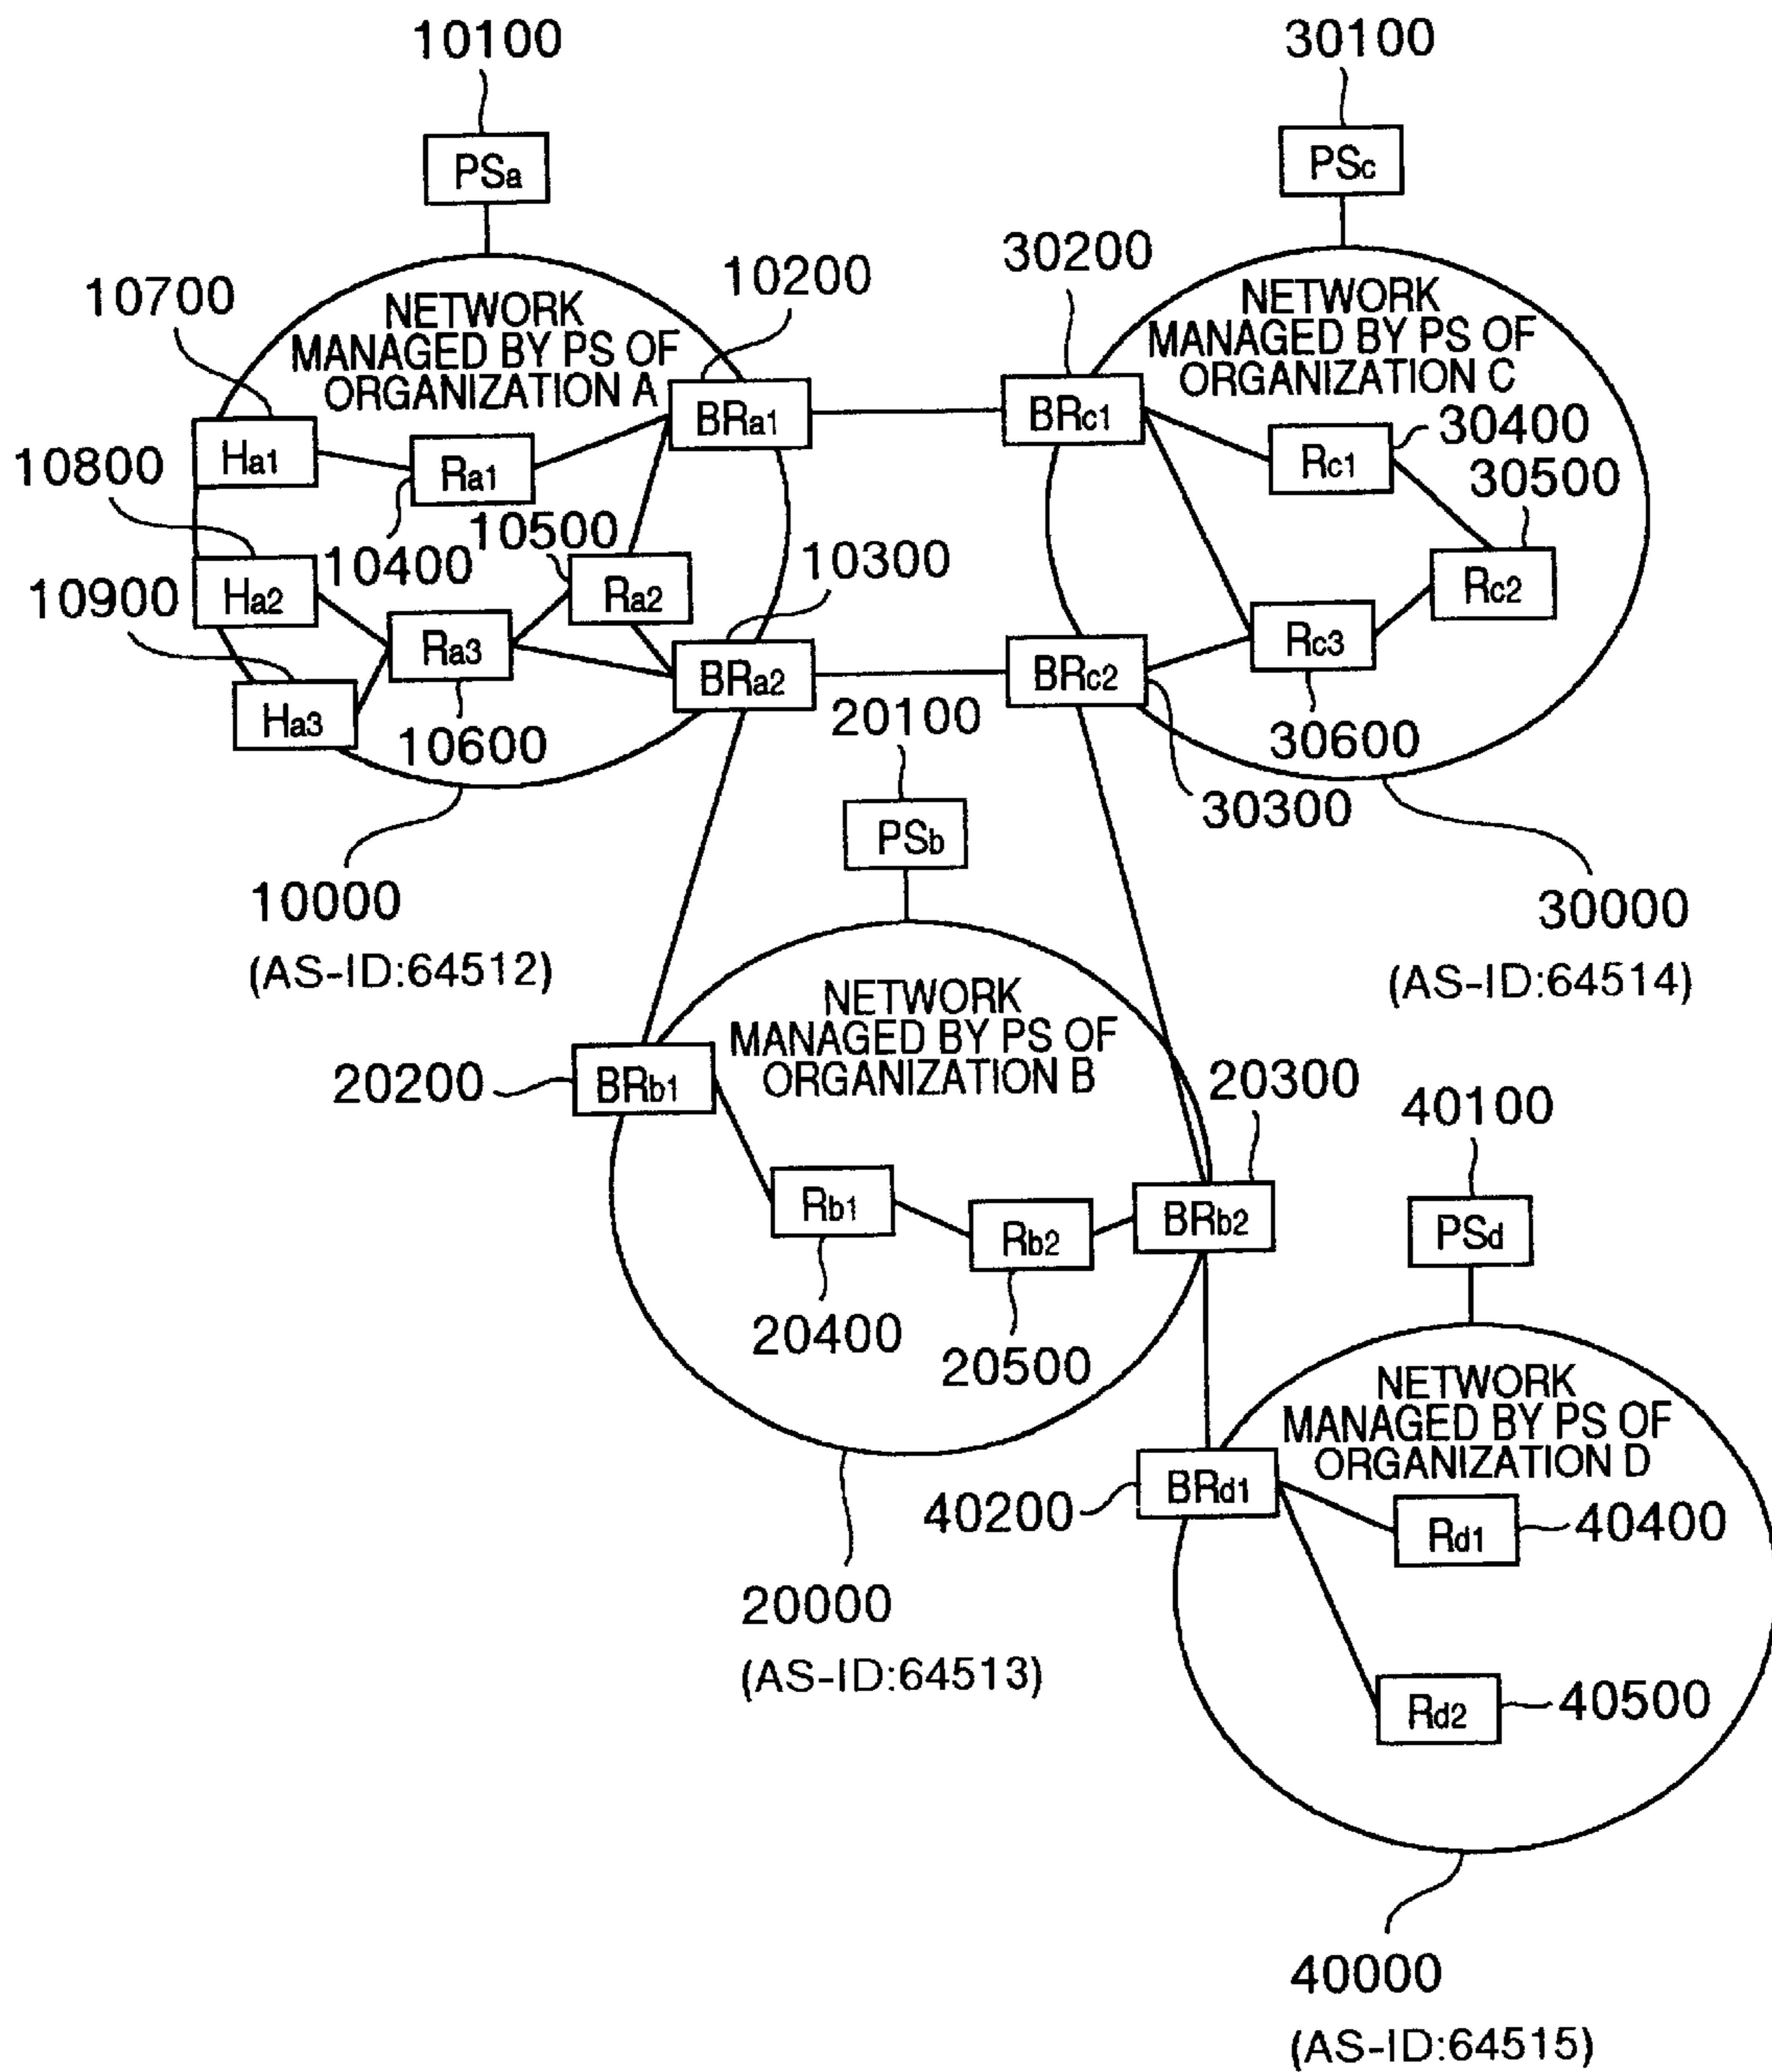 10100
30100
PSa
PSc
10700
10200
30200
NETWORK
MANAGED BY PS OF
ORGANIZATION A
NETWORK
MANAGED BY PS OF
ORGANIZATION C
BRa1
BRc1
30400
10800
Ha1
Ra1
Rc1
30500
10500
10400
10300
10900
Ha2
Ra2
Rc2
Ra3
Rc3
BRa2
BRc2
Ha3
10600
20100
30600
30300
PSb
10000
(AS-ID:64512)
30000
(AS-ID:64514)
NETWORK
MANAGED BY PS OF
ORGANIZATION B
20200
BRb1
20300
40100
Rb1
Rb2
BRb2
PSd
20400
20500
NETWORK
MANAGED BY PS OF
ORGANIZATION D
40200
BRd1
Rd1
40400
20000
(AS-ID:64513)
Rd2
40500
40000
(AS-ID:64515)